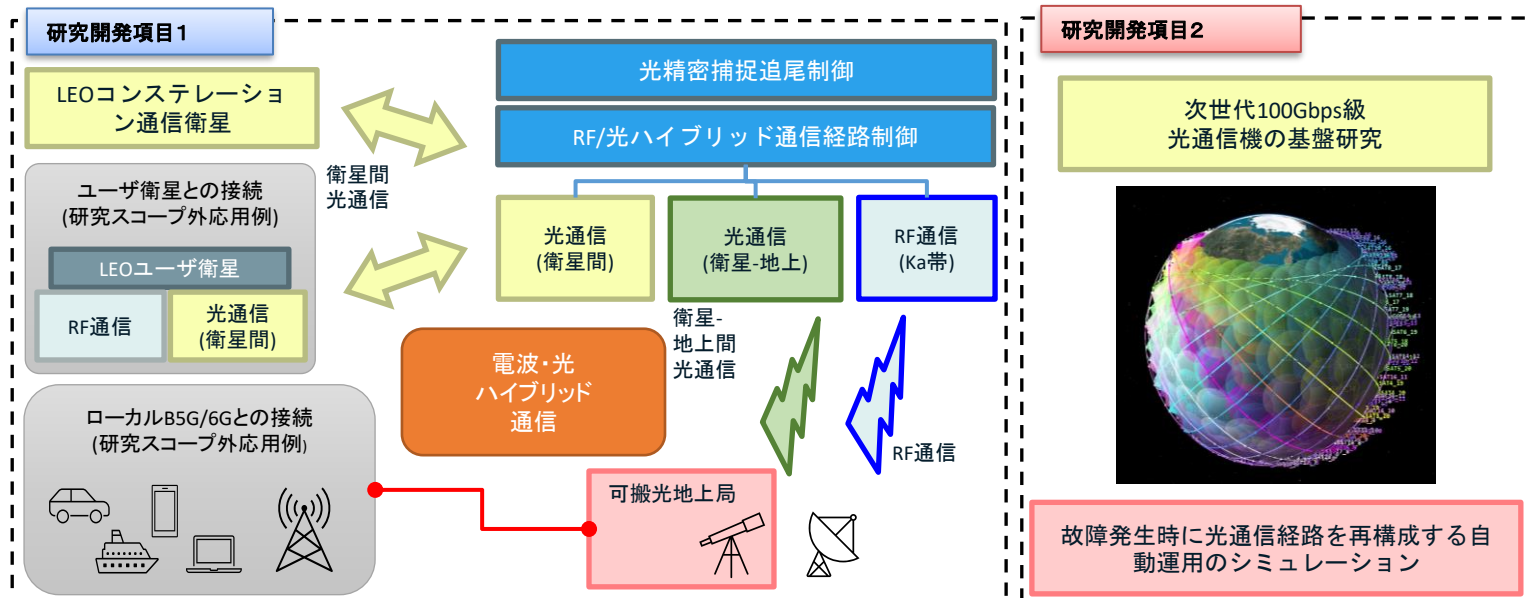 研究開発項目1
LEOコンステレーショ
ン通信衛星
ユーザ衛星との接続
(研究スコープ外応用例)
LEOユーザ衛星
RF通信
光通信
(衛星間)
ローカルB5G/6Gとの接続
(研究スコープ外応用例)
衛星間
光通信
光精密捕捉追尾制御
RF/光ハイブリッド通信経路制御
光通信
(衛星間)
光通信
(衛星-地上)
RF通信
(Ka帯)
電波・光
ハイブリッド
通信
衛星-
地上間
光通信
RF通信
可搬光地上局
研究開発項目2
次世代100Gbps級
光通信機の基盤研究
故障発生時に光通信経路を再構成する自
動運用のシミュレーション